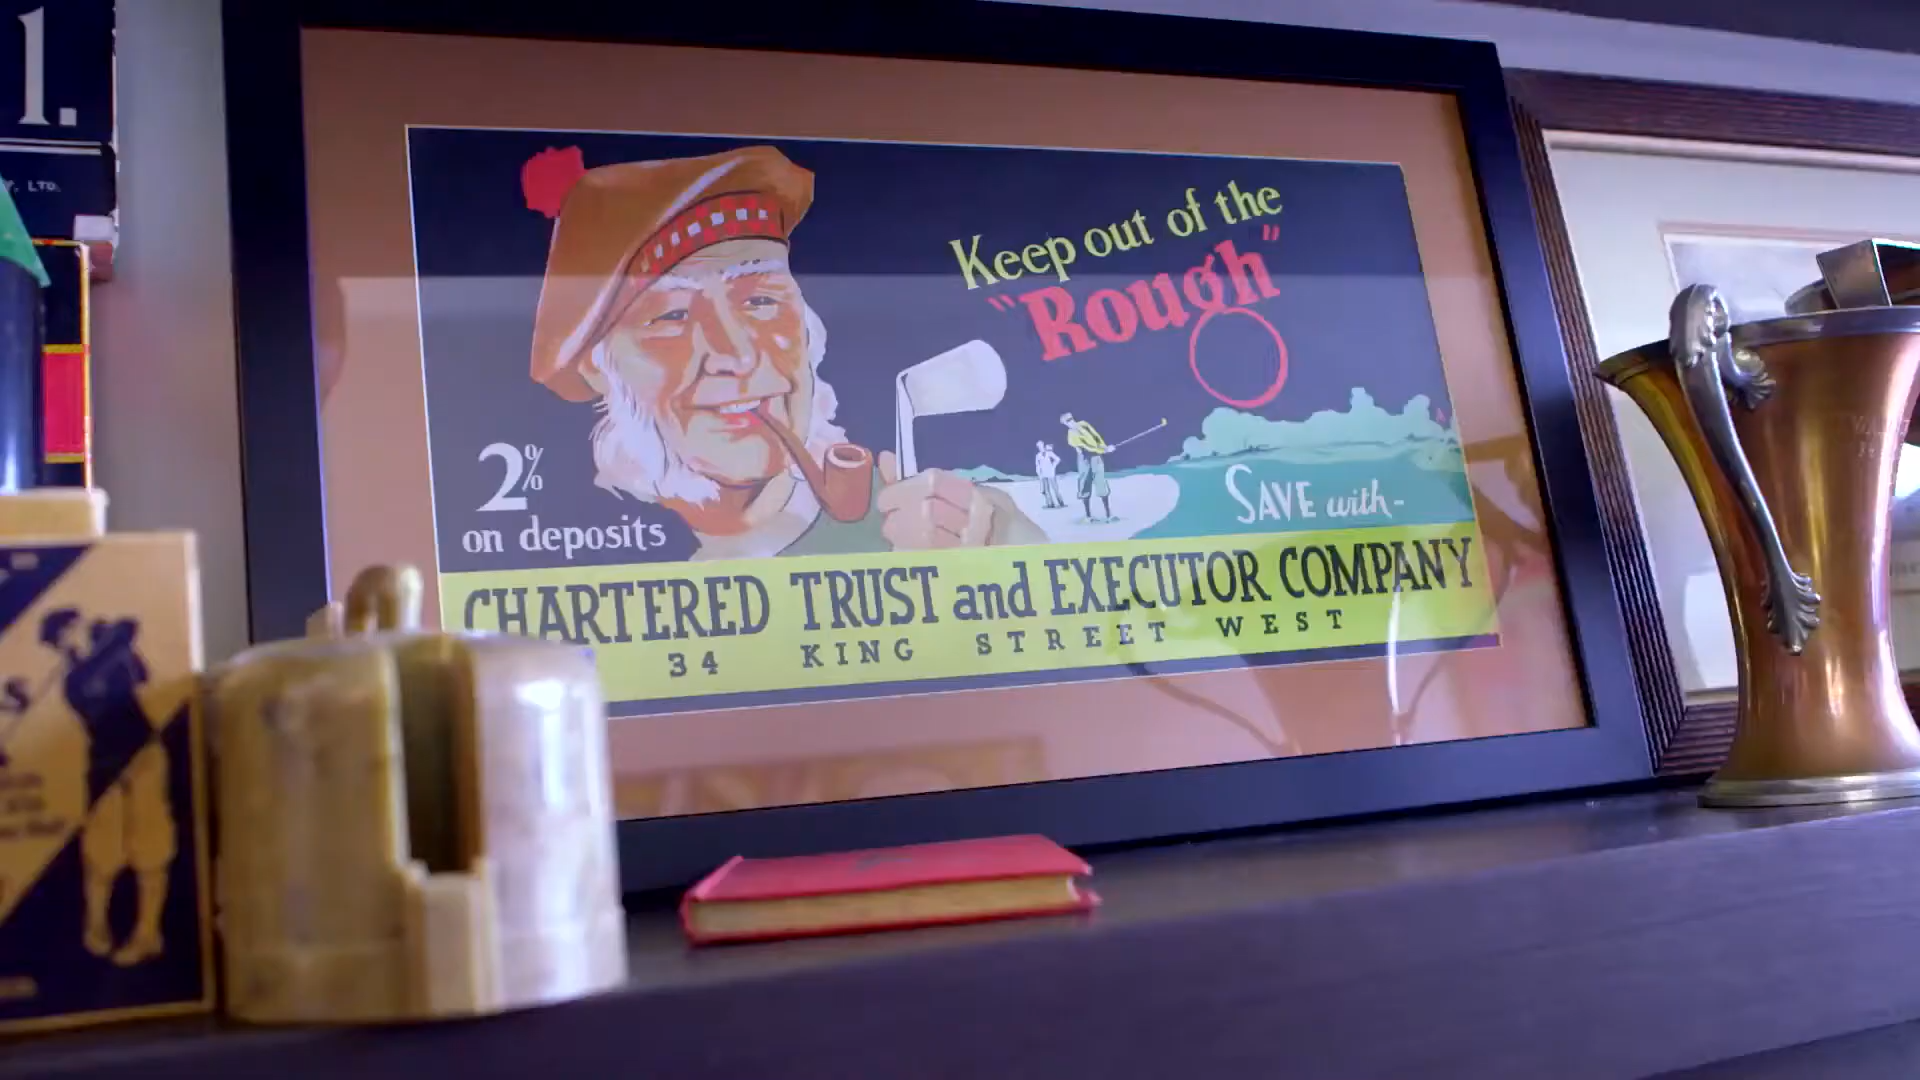 1.
Y, LTD.
Keep out of the
"Rough"
2%
on deposits
SAVE with-
CHARTERED TRUST and EXECUTOR COMPANY
34 KING STREET WEST